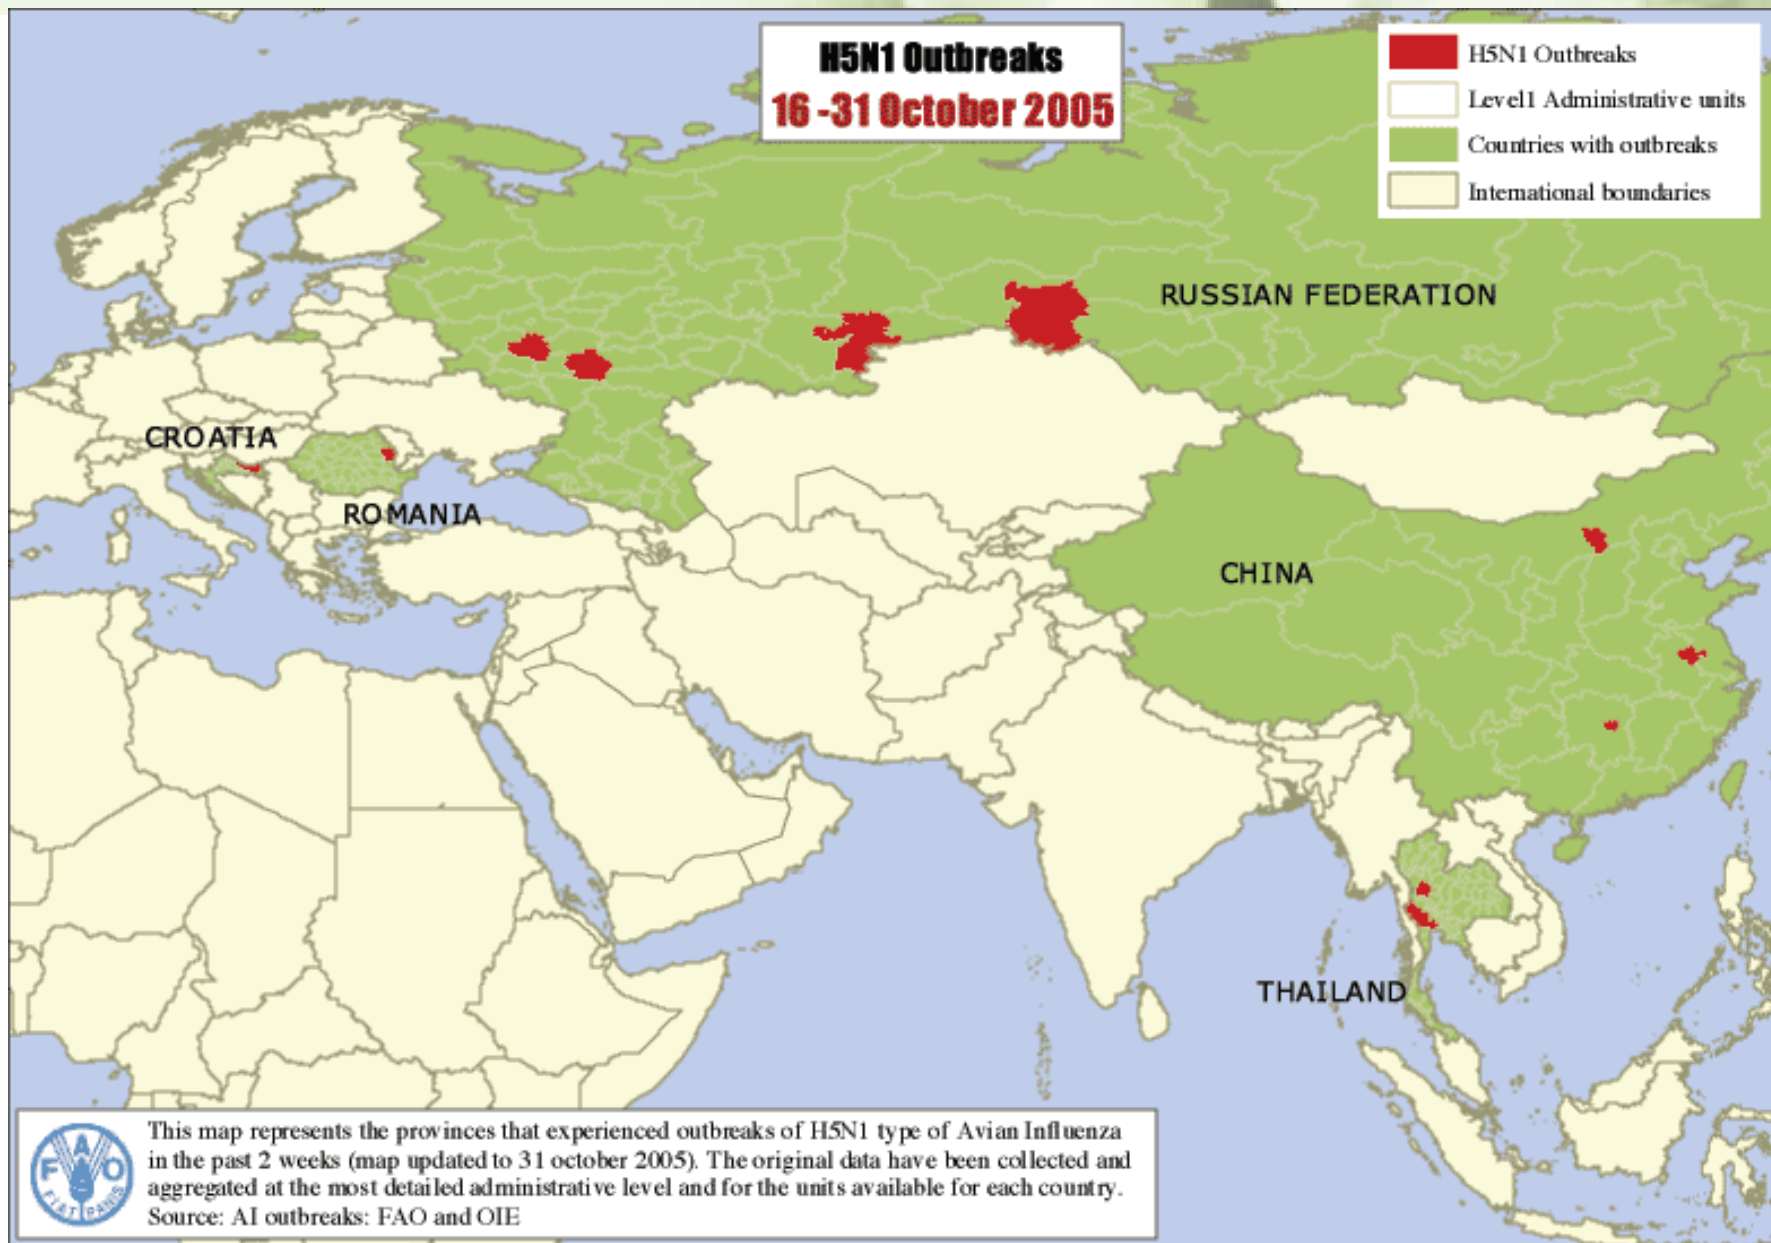 H5N1 Outbreaks
16 -31 October 2005
H5N1 Outbreaks
Level1 Administrative units
Countries with outbreaks
International boundaries
RUSSIAN FEDERATION
CROATIA
ROMANIA
CHINA
THAILAND
This map represents the provinces that experienced outbreaks of H5N1 type of Avian Influenza
in the past 2 weeks (map updated to 31 october 2005). The original data have been collected and
aggregated at the most detailed administrative level and for the units available for each country.
Source: AI outbreaks: FAO and OIE
F A O
FIAT PANIS